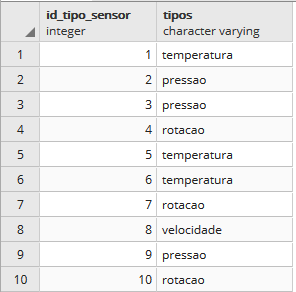 id_tipo_sensor tipos
integer character varying
1 1 temperatura
2 2 pressao
3 3 pressao
4 4 rotacao
5 5 temperatura
6 6 temperatura
7 7 rotacao
8 8 velocidade
9 9 pressao
10 10 rotacao